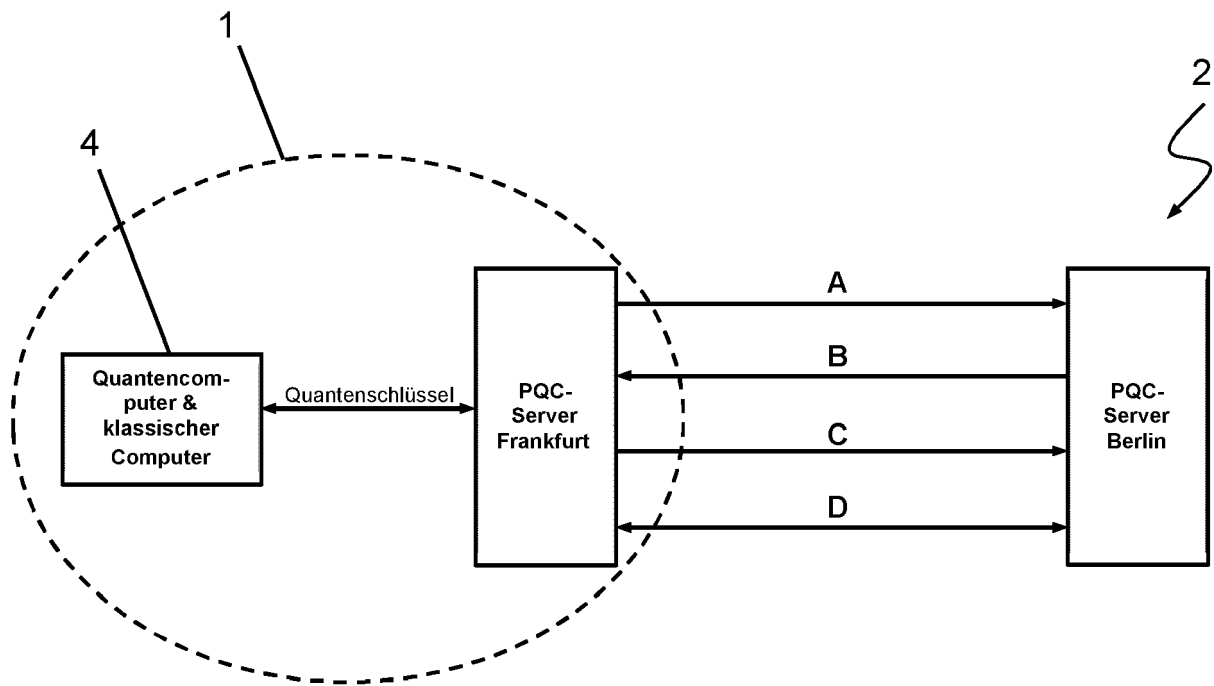 1
2
4
A
B
Quantencom-
puter &
klassischer
Computer
Quantenschlüssel
PQC-
Server
Frankfurt
PQC-
Server
Berlin
C
D